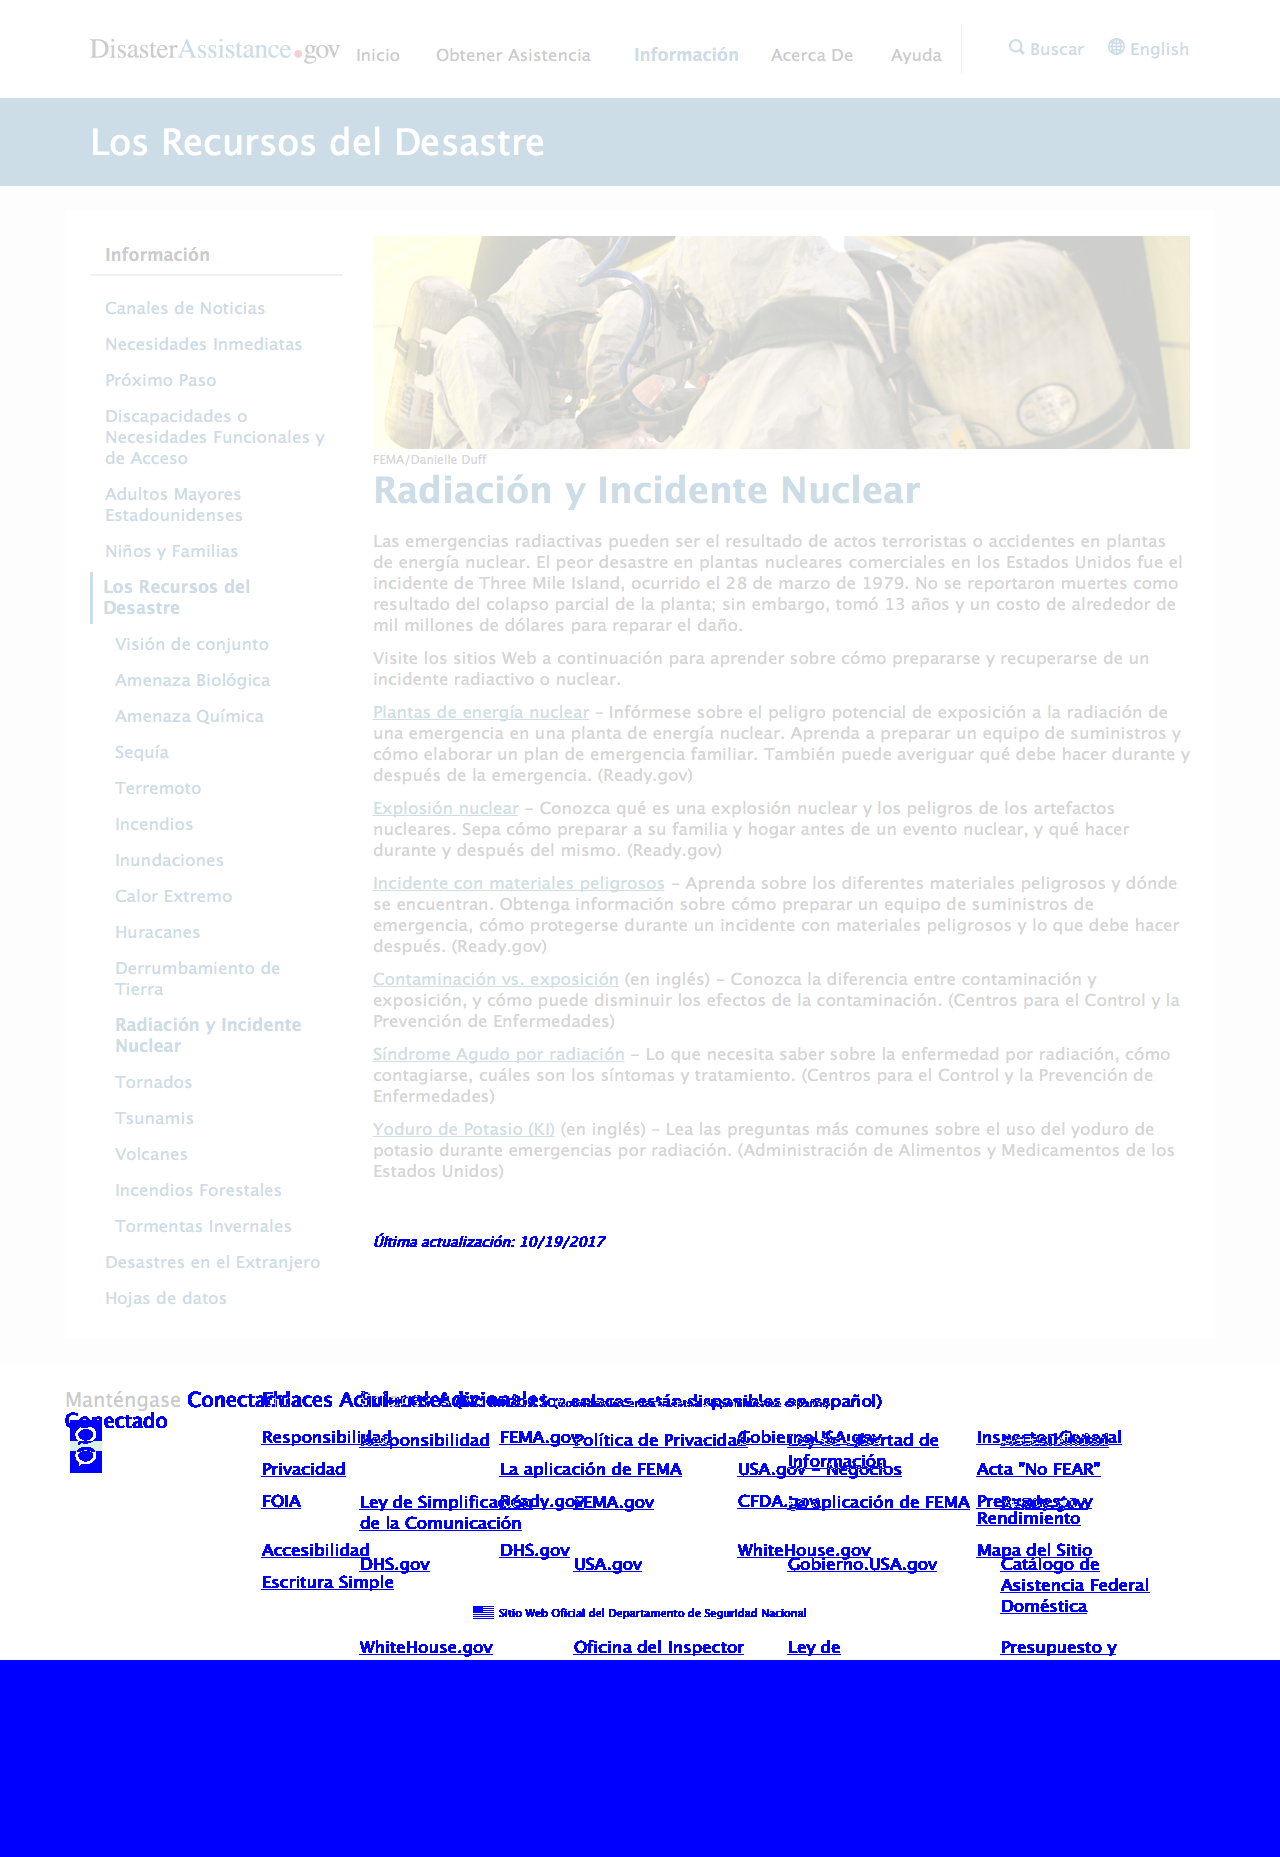 DisasterAssistance.gov Inicio Obtener Asistencia Información Acerca De Ayuda Buscar English
Los Recursos del Desastre
Información
Canales de Noticias
Necesidades Inmediatas
Próximo Paso
Discapacidades o
Necesidades Funcionales y
de Acceso
Adultos Mayores
Estadounidenses
Niños y Familias
Los Recursos del
Desastre
Visión de conjunto
Amenaza Biológica
Amenaza Química
Sequía
Terremoto
Incendios
Inundaciones
Calor Extremo
Huracanes
Derrumbamiento de
Tierra
Radiación y Incidente
Nuclear
Tornados
Tsunamis
Volcanes
Incendios Forestales
Tormentas Invernales
Desastres en el Extranjero
Hojas de datos
FEMA/Danielle Duff
Radiación y Incidente Nuclear
Las emergencias radiactivas pueden ser el resultado de actos terroristas o accidentes en plantas
de energía nuclear. El peor desastre en plantas nucleares comerciales en los Estados Unidos fue el
incidente de Three Mile Island, ocurrido el 28 de marzo de 1979. No se reportaron muertes como
resultado del colapso parcial de la planta; sin embargo, tomó 13 años y un costo de alrededor de
mil millones de dólares para reparar el daño.
Visite los sitios Web a continuación para aprender sobre cómo prepararse y recuperarse de un
incidente radiactivo o nuclear.
Plantas de energía nuclear – Infórmese sobre el peligro potencial de exposición a la radiación de
una emergencia en una planta de energía nuclear. Aprenda a preparar un equipo de suministros y
cómo elaborar un plan de emergencia familiar. También puede averiguar qué debe hacer durante y
después de la emergencia. (Ready.gov)
Explosión nuclear – Conozca qué es una explosión nuclear y los peligros de los artefactos
nucleares. Sepa cómo preparar a su familia y hogar antes de un evento nuclear, y qué hacer
durante y después del mismo. (Ready.gov)
Incidente con materiales peligrosos – Aprenda sobre los diferentes materiales peligrosos y dónde
se encuentran. Obtenga información sobre cómo preparar un equipo de suministros de
emergencia, cómo protegerse durante un incidente con materiales peligrosos y lo que debe hacer
después. (Ready.gov)
Contaminación vs. exposición (en inglés) – Conozca la diferencia entre contaminación y
exposición, y cómo puede disminuir los efectos de la contaminación. (Centros para el Control y la
Prevención de Enfermedades)
Síndrome Agudo por radiación – Lo que necesita saber sobre la enfermedad por radiación, cómo
contagiarse, cuáles son los síntomas y tratamiento. (Centros para el Control y la Prevención de
Enfermedades)
Yoduro de Potasio (KI) (en inglés) – Lea las preguntas más comunes sobre el uso del yoduro de
potasio durante emergencias por radiación. (Administración de Alimentos y Medicamentos de los
Estados Unidos)
Última actualización: 10/19/2017
Manténgase
Conectado
Enlaces enlaces están disponibles en español)
Responsibilidad FEMA.gov Gobierno.USA.gov Inspector General
Responsibilidad Política de Privacidad Ley de Libertad de
Información
Privacidad La aplicación de FEMA USA.gov – Negocios Acta "No FEAR"
FOIA Ready.gov CFDA.gov Presupuesto y
Rendimiento
Ley de Simplificación FEMA.gov La aplicación de FEMA Ready.gov
de la Comunicación
Accesibilidad DHS.gov WhiteHouse.gov Mapa del Sitio
DHS.gov USA.gov Gobierno.USA.gov Catálogo de
Asistencia Federal
Doméstica
Escritura Simple
Sitio Web Oficial del Departamento de Seguridad Nacional
WhiteHouse.gov Oficina del Inspector Ley de Presupuesto y